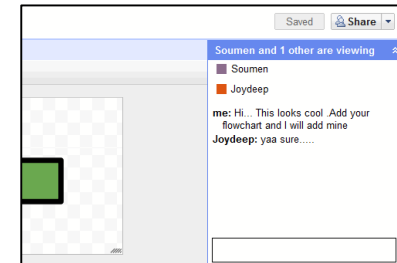 Saved Share
Soumen and 1 other are viewing
Soumen
Joydeep
me: Hi... This looks cool .Add your
flowchart and I will add mine
Joydeep: yaa sure.....